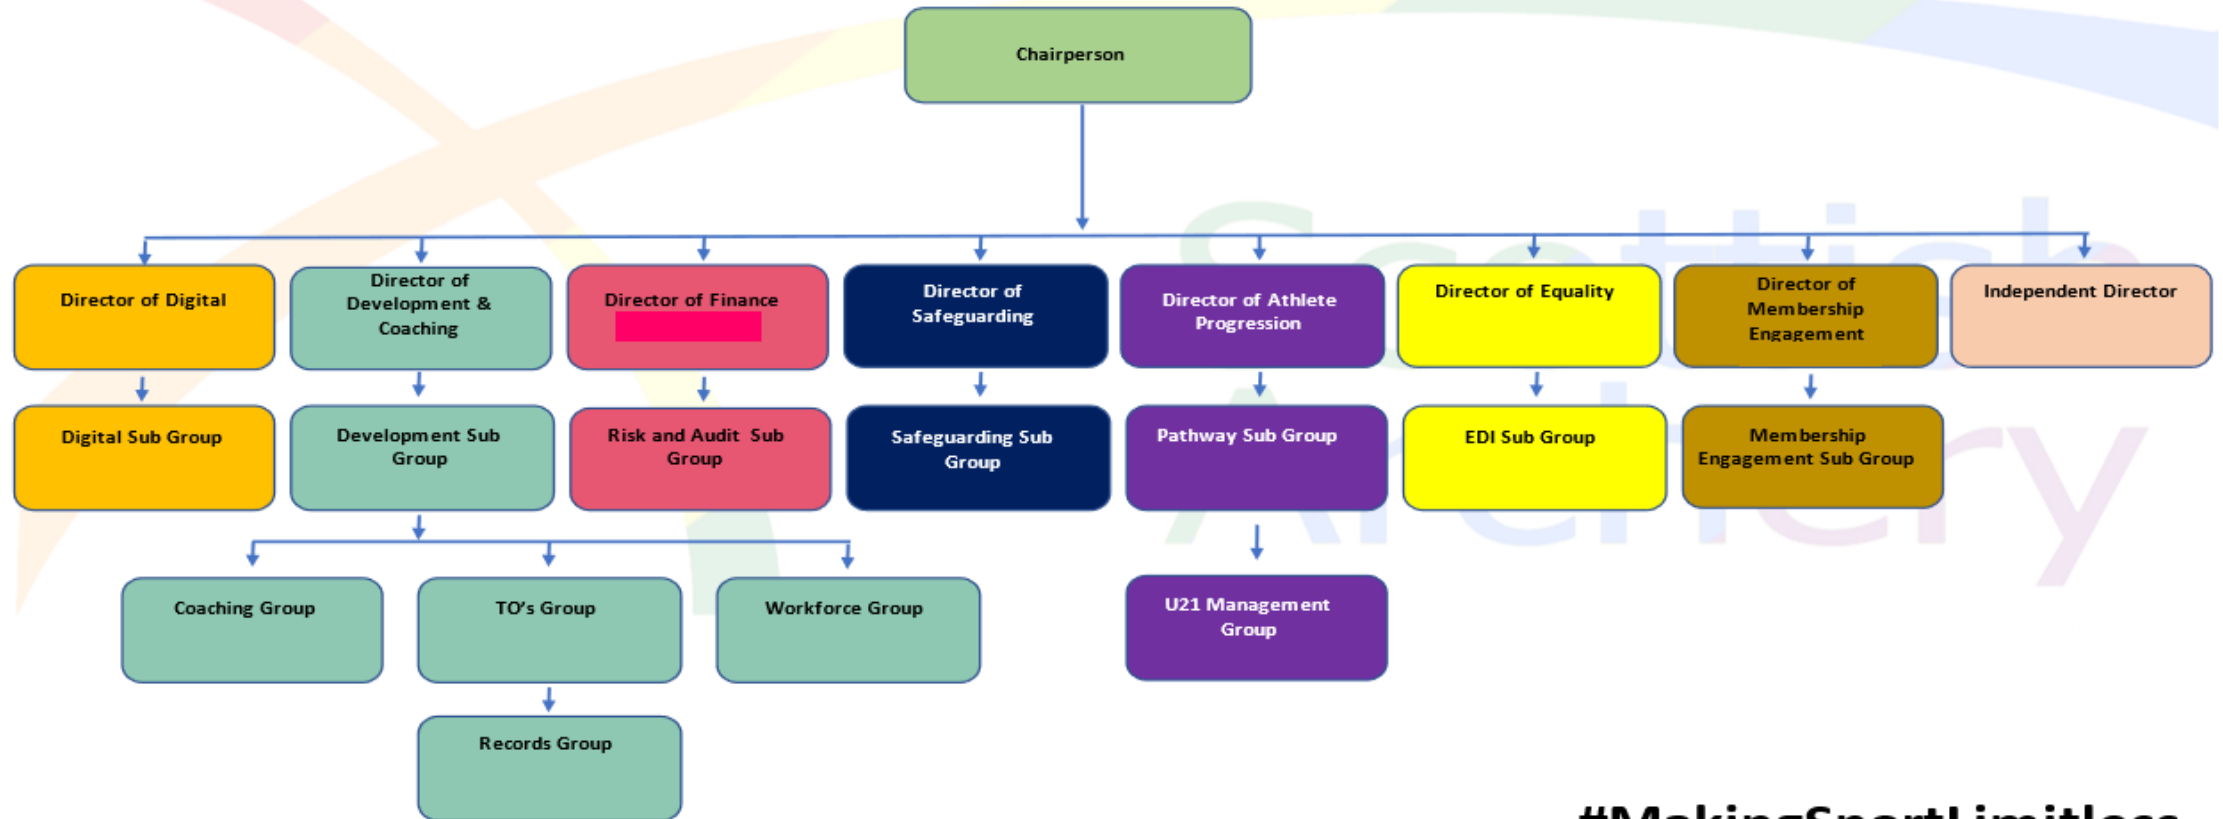 Chairperson
Director of Digital
Director of
Development &
Coaching
Director of Finance
Director of
Safeguarding
Director of Athlete
Progression
Director of Equality
Director of
Membership
Engagement
Independent Director
Digital Sub Group
Development Sub
Group
Risk and Audit Sub
Group
Safeguarding Sub
Group
Pathway Sub Group
EDI Sub Group
Membership
Engagement Sub Group
Coaching Group
TO's Group
Workforce Group
U21 Management
Group
Records Group
Scottish
Archery
#MakingSportLimitless